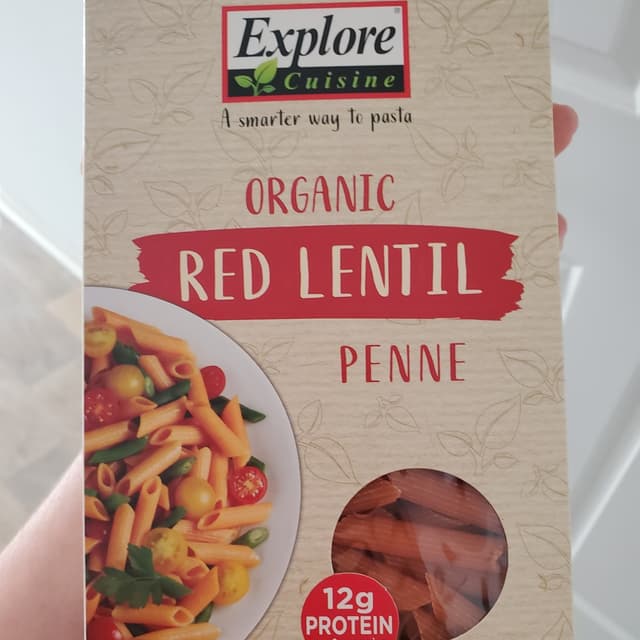 Explore
Cuisine
A smarter way to pasta
ORGANIC
RED LENTIL
PENNE
12g
PROTEIN